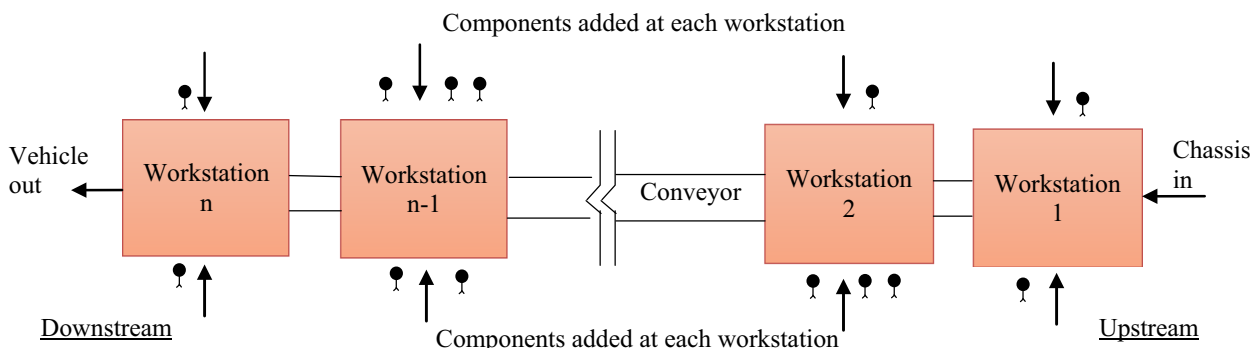 Components added at each workstation
Vehicle
out
Workstation
n
Workstation
n-1
Conveyor
Workstation
2
Workstation
1
Chassis
in
Downstream
Components added at each workstation
Upstream